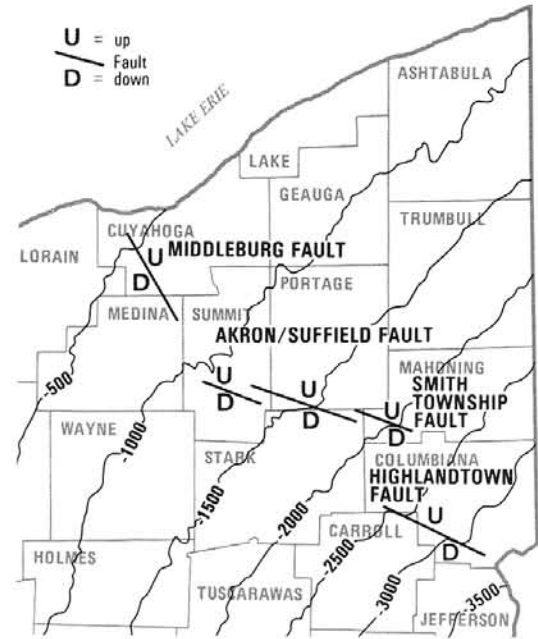 U = up
Fault
D = down
LAKE ERIE
ASHTABULA
LAKE
GEAUGA
CUYAHOGA
TRUMBULL
LORAIN
U
D
MIDDLEBURG FAULT
PORTAGE
MEDINA
SUMMIT
AKRON/SUFFIELD FAULT
MAHONING
-500
U
D
U
D
U
D
SMITH
TOWNSHIP
FAULT
WAYNE
-1000
STARK
COLUMBIANA
HIGHLANDTOWN
FAULT
U
D
-1500
-2000
CARROLL
-2500
HOLMES
TUSCARAWAS
-3000
-3500
JEFFERSON